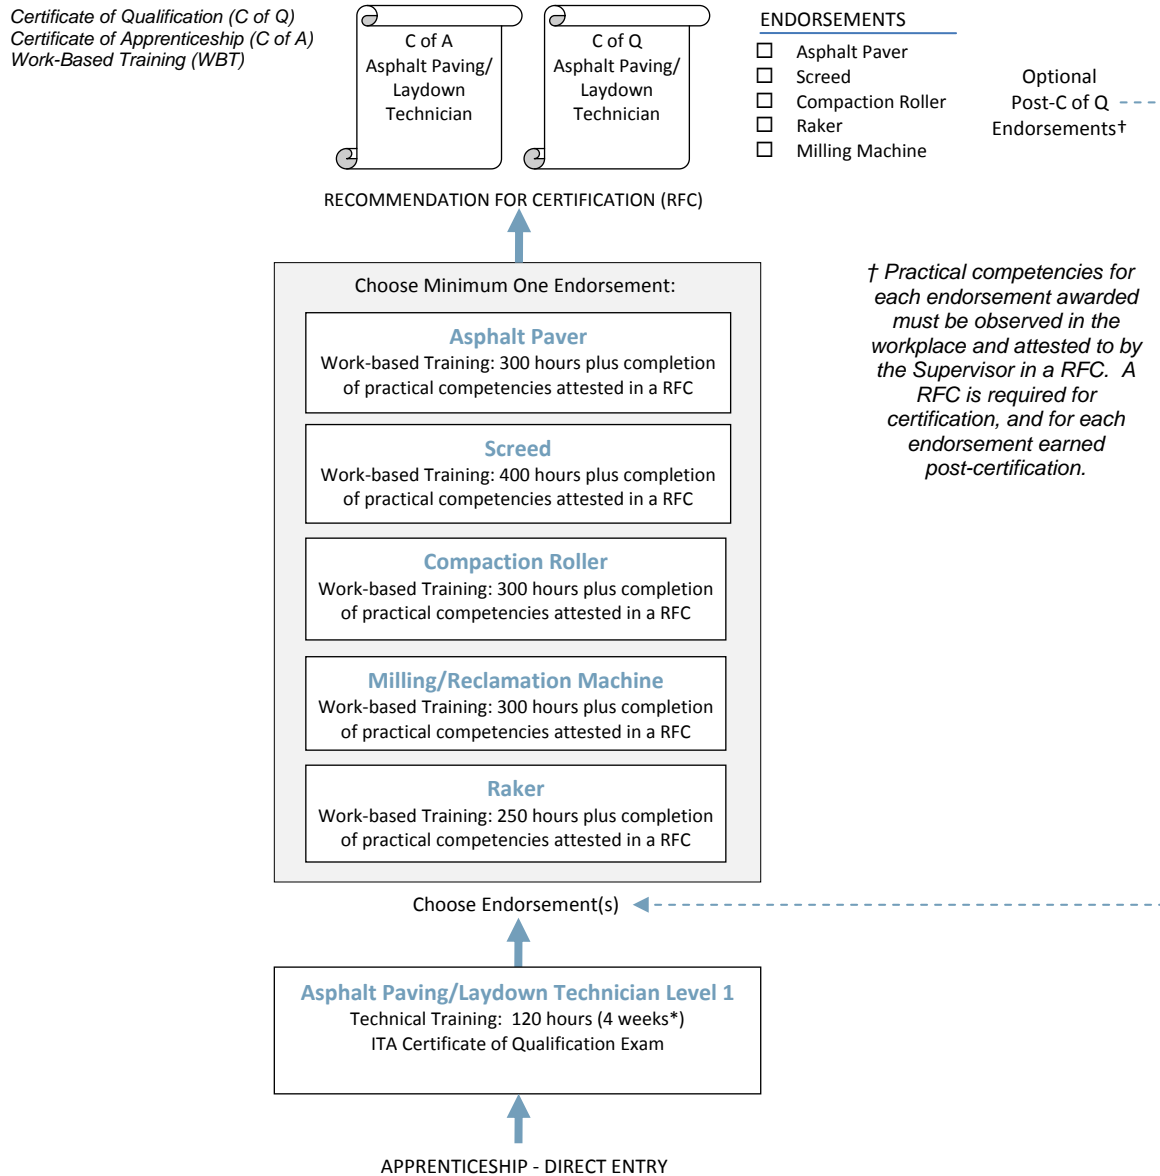 Certificate of Qualification (C of Q)
Certificate of Apprenticeship (C of A)
Work-Based Training (WBT)
C of A
Asphalt Paving/
Laydown
Technician
C of Q
Asphalt Paving/
Laydown
Technician
ENDORSEMENTS
Asphalt Paver
Screed
Compaction Roller
Raker
Milling Machine
Optional
Post-C of Q
Endorsements†
RECOMMENDATION FOR CERTIFICATION (RFC)
Choose Minimum One Endorsement:
Asphalt Paver
Work-based Training: 300 hours plus completion
of practical competencies attested in a RFC
Screed
Work-based Training: 400 hours plus completion
of practical competencies attested in a RFC
Compaction Roller
Work-based Training: 300 hours plus completion
of practical competencies attested in a RFC
Milling/Reclamation Machine
Work-based Training: 300 hours plus completion
of practical competencies attested in a RFC
Raker
Work-based Training: 250 hours plus completion
of practical competencies attested in a RFC
† Practical competencies for
each endorsement awarded
must be observed in the
workplace and attested to by
the Supervisor in a RFC. A
RFC is required for
certification, and for each
endorsement earned
post-certification.
Choose Endorsement(s)
Asphalt Paving/Laydown Technician Level 1
Technical Training: 120 hours (4 weeks*)
ITA Certificate of Qualification Exam
APPRENTICESHIP - DIRECT ENTRY